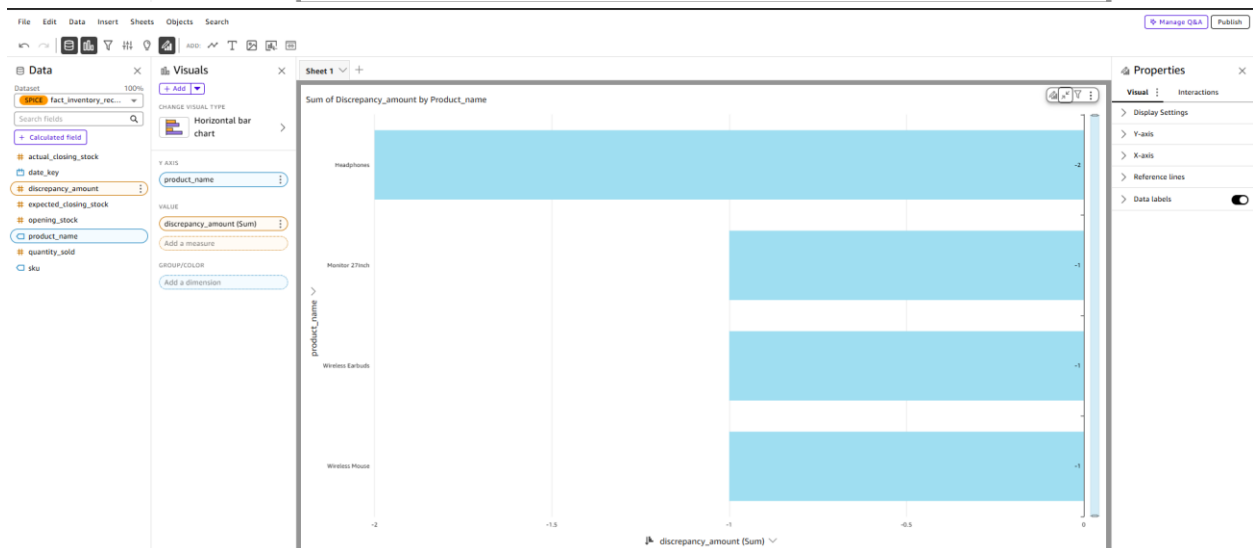 File Edit Data Insert Sheets Objects Search
Manage Q&A Publish
ADD:
Data
Dataset 100%
SPICE fact_inventory_rec...
Search fields
+ Calculated field
actual_closing_stock
date_key
discrepancy_amount
expected_closing_stock
opening_stock
product_name
quantity_sold
sku
Visuals
+ Add
CHANGE VISUAL TYPE
Horizontal bar
chart
Y AXIS
product_name
VALUE
discrepancy_amount (Sum)
Add a measure
GROUP/COLOR
Add a dimension
Sheet 1
Sum of Discrepancy_amount by Product_name
product_name
Headphones
-2
Monitor 27inch
-1
Wireless Earbuds
-1
Wireless Mouse
-1
-2 -1.5 -1 -0.5 0
discrepancy_amount (Sum)
Properties
Visual Interactions
Display Settings
Y-axis
X-axis
Reference lines
Data labels